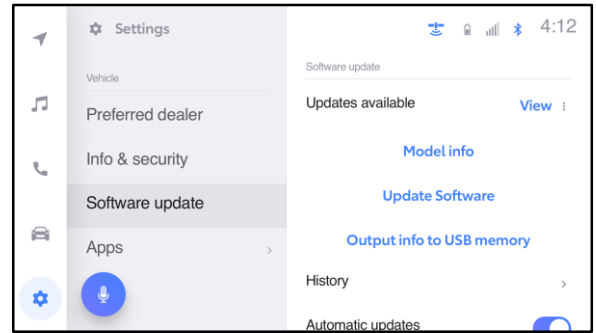 Settings
4:12
Vehicle
Preferred dealer
Info & security
Software update
Apps
Software update
Updates available
View
Model info
Update Software
Output info to USB memory
History
Automatic updates